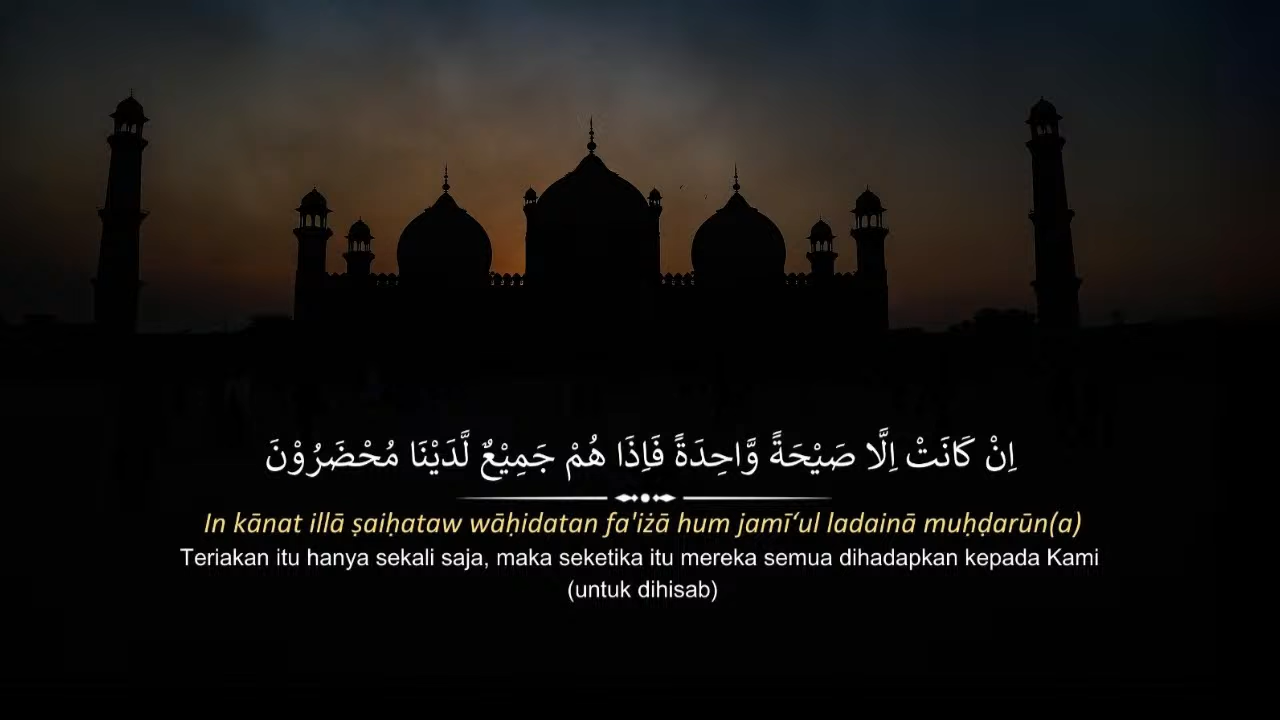 اِنْ كَانَتْ اِلَّا صَيْحَةً وَّاحِدَةً فَاِذَا هُمْ جَمِيْعٌ لَّدَيْنَا مُحْضَرُوْنَ
In kānat illā ṣaiḥataw wāḥidatan fa'iżā hum jamī‘ul ladainā muḥḍarūn(a)
Teriakan itu hanya sekali saja, maka seketika itu mereka semua dihadapkan kepada Kami
(untuk dihisab)